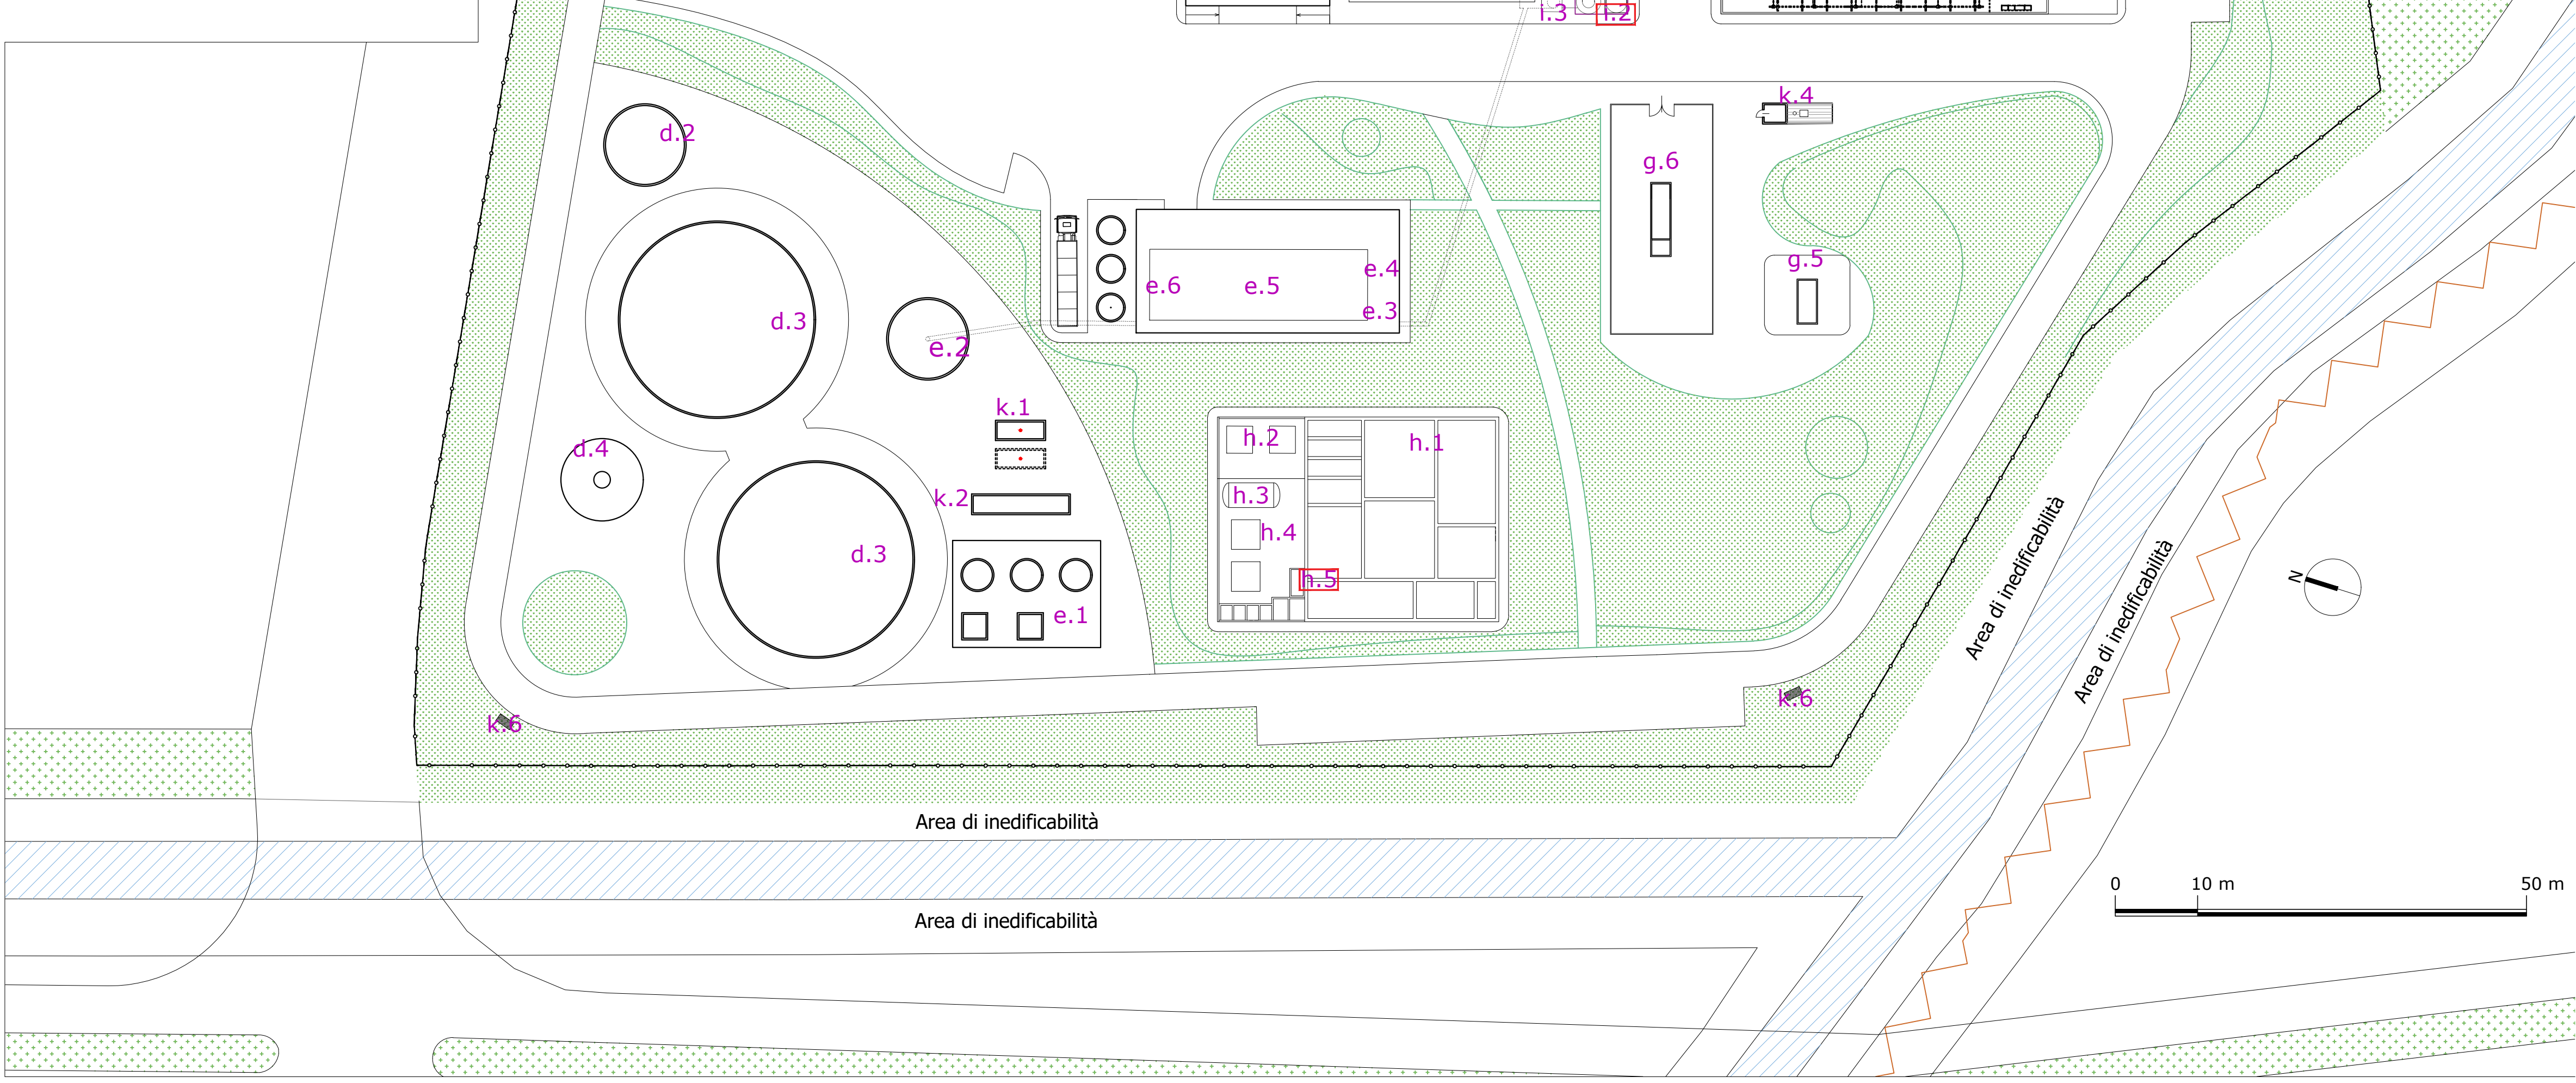 i.3
i.2
k.4
d.2
g.6
g.5
e.4
e.6
e.5
e.3
d.3
e.2
k.1
h.2
h.1
d.4
k.2
h.3
h.4
d.3
h.5
e.1
N
Area di inedificabilità
Area di inedificabilità
k.6
k.6
Area di inedificabilità
0 10 m 50 m
Area di inedificabilità